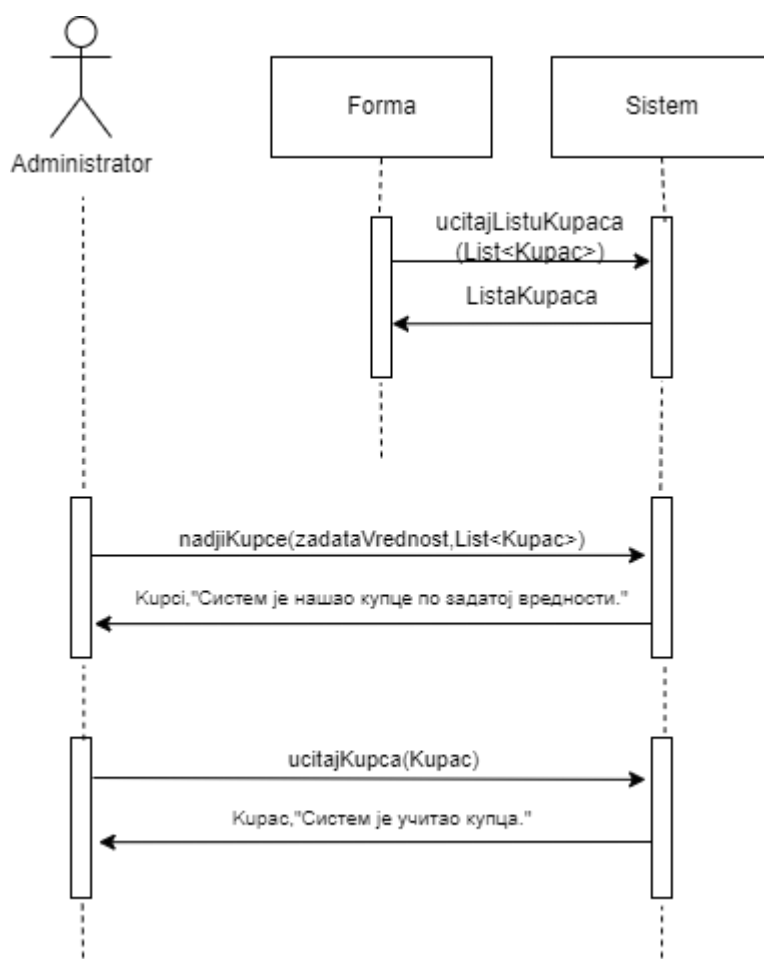 Forma
Sistem
Administrator
ucitajListuKupaca
(List<Kupac>)
ListaKupaca
nadjiKupce(zadataVrednost,List<Kupac>)
Kupci,"Систем је нашао купце по задатој вредности."
ucitajKupca(Kupac)
Kupac,"Систем је учитао купца."